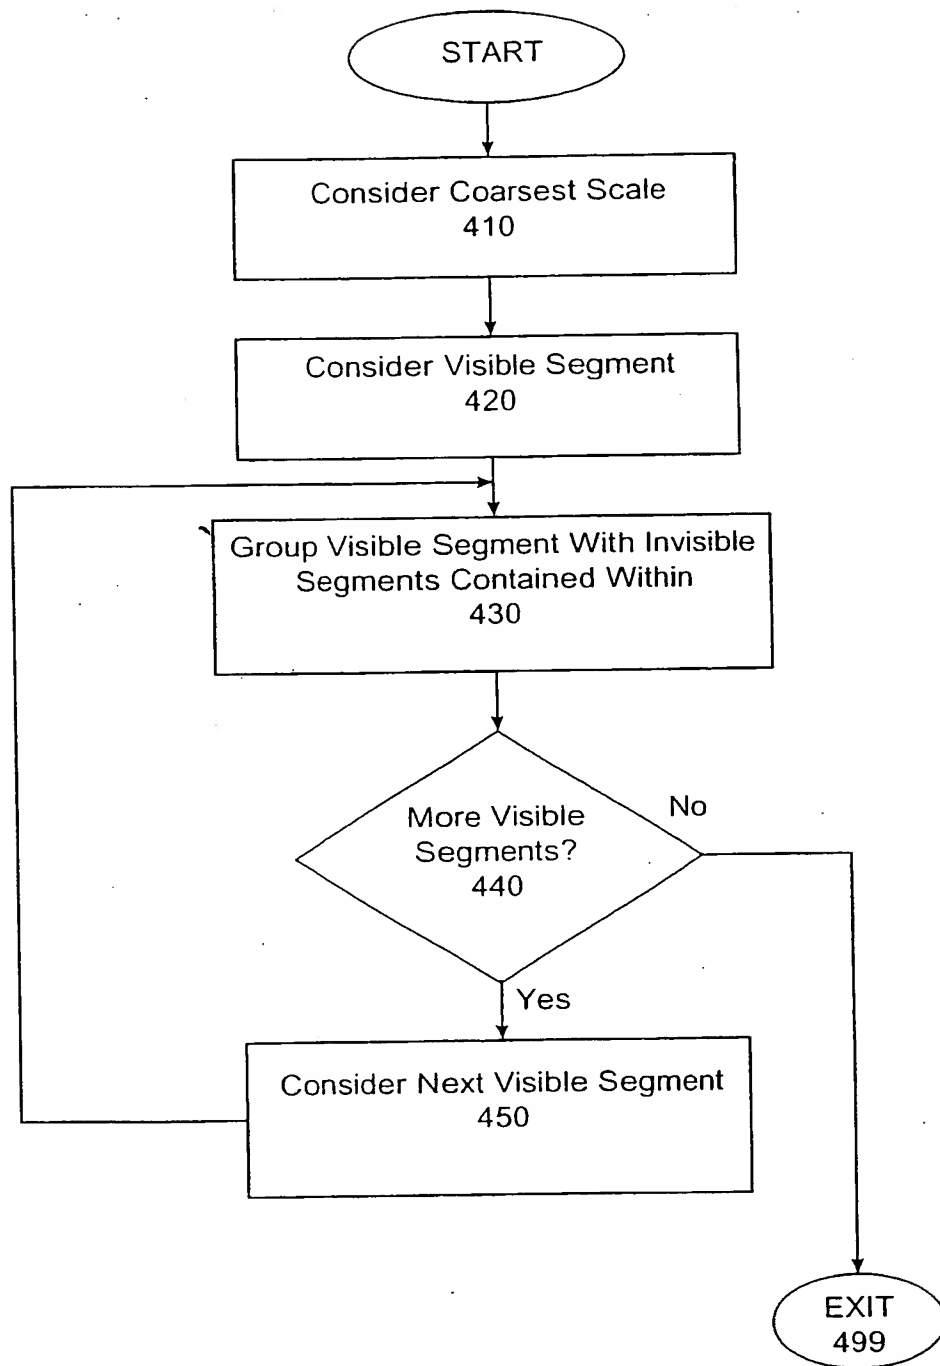 START
Consider Coarsest Scale
410
Consider Visible Segment
420
Group Visible Segment With Invisible
Segments Contained Within
430
More Visible
Segments?
440
No
Yes
Consider Next Visible Segment
450
EXIT
499